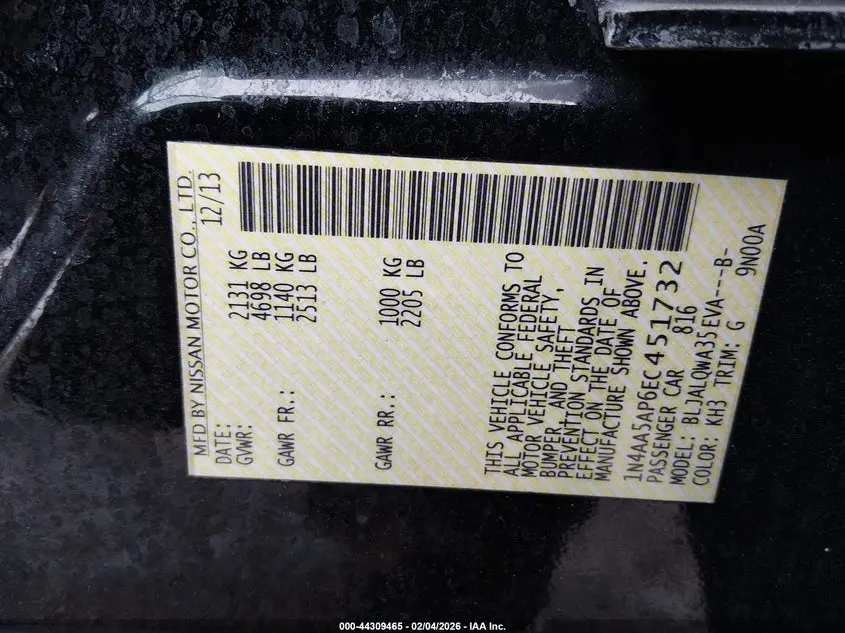 MFD BY NISSAN MOTOR CO., LTD.
DATE: 12/13
GVWR: 2131 KG
4698 LB
GAWR FR.: 1140 KG
2513 LB
GAWR RR.: 1000 KG
2205 LB
THIS VEHICLE CONFORMS TO
ALL APPLICABLE FEDERAL
MOTOR VEHICLE SAFETY,
BUMPER, AND THEFT
PREVENTION STANDARDS IN
EFFECT ON THE DATE OF
MANUFACTURE SHOWN ABOVE.
1N4AA5AP6EC451732
PASSENGER CAR 816
MODEL: BLJALOWA35EVA---B-
COLOR: KH3 TRIM: G 9N00A
000-44309465 - 02/04/2026 - IAA Inc.